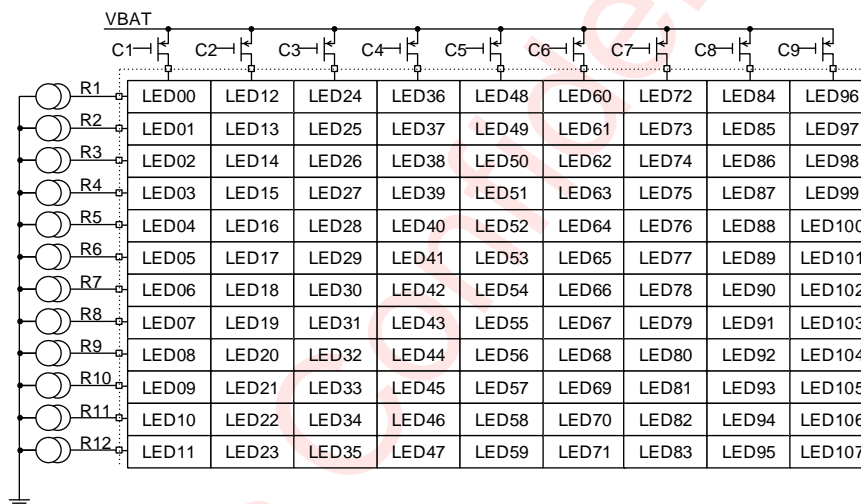 VBAT
C1 C2 C3 C4 C5 C6 C7 C8 C9
R1 LED00 LED12 LED24 LED36 LED48 LED60 LED72 LED84 LED96
R2 LED01 LED13 LED25 LED37 LED49 LED61 LED73 LED85 LED97
R3 LED02 LED14 LED26 LED38 LED50 LED62 LED74 LED86 LED98
R4 LED03 LED15 LED27 LED39 LED51 LED63 LED75 LED87 LED99
R5 LED04 LED16 LED28 LED40 LED52 LED64 LED76 LED88 LED100
R6 LED05 LED17 LED29 LED41 LED53 LED65 LED77 LED89 LED101
R7 LED06 LED18 LED30 LED42 LED54 LED66 LED78 LED90 LED102
R8 LED07 LED19 LED31 LED43 LED55 LED67 LED79 LED91 LED103
R9 LED08 LED20 LED32 LED44 LED56 LED68 LED80 LED92 LED104
R10 LED09 LED21 LED33 LED45 LED57 LED69 LED81 LED93 LED105
R11 LED10 LED22 LED34 LED46 LED58 LED70 LED82 LED94 LED106
R12 LED11 LED23 LED35 LED47 LED59 LED71 LED83 LED95 LED107